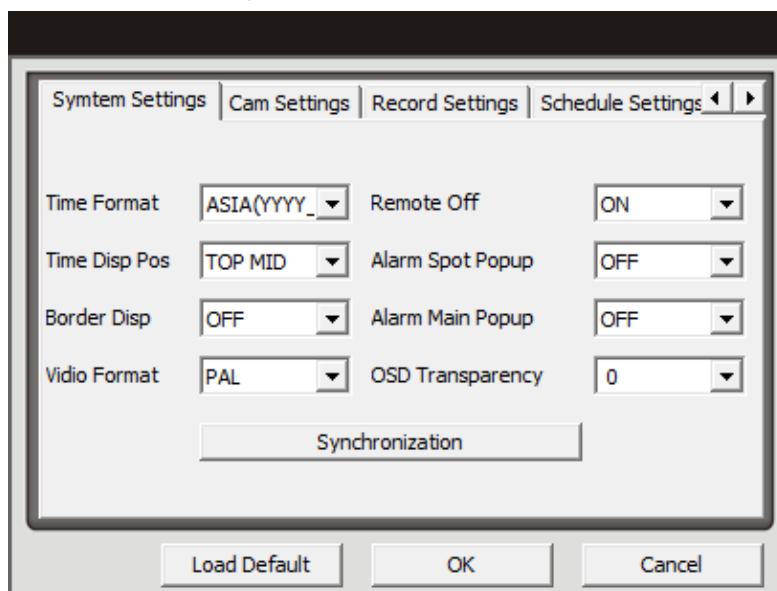 Symtem Settings Cam Settings Record Settings Schedule Settings
Time Format ASIA(YYYY_ Remote Off ON
Time Disp Pos TOP MID Alarm Spot Popup OFF
Border Disp OFF Alarm Main Popup OFF
Vidio Format PAL OSD Transparency 0
Synchronization
Load Default OK Cancel